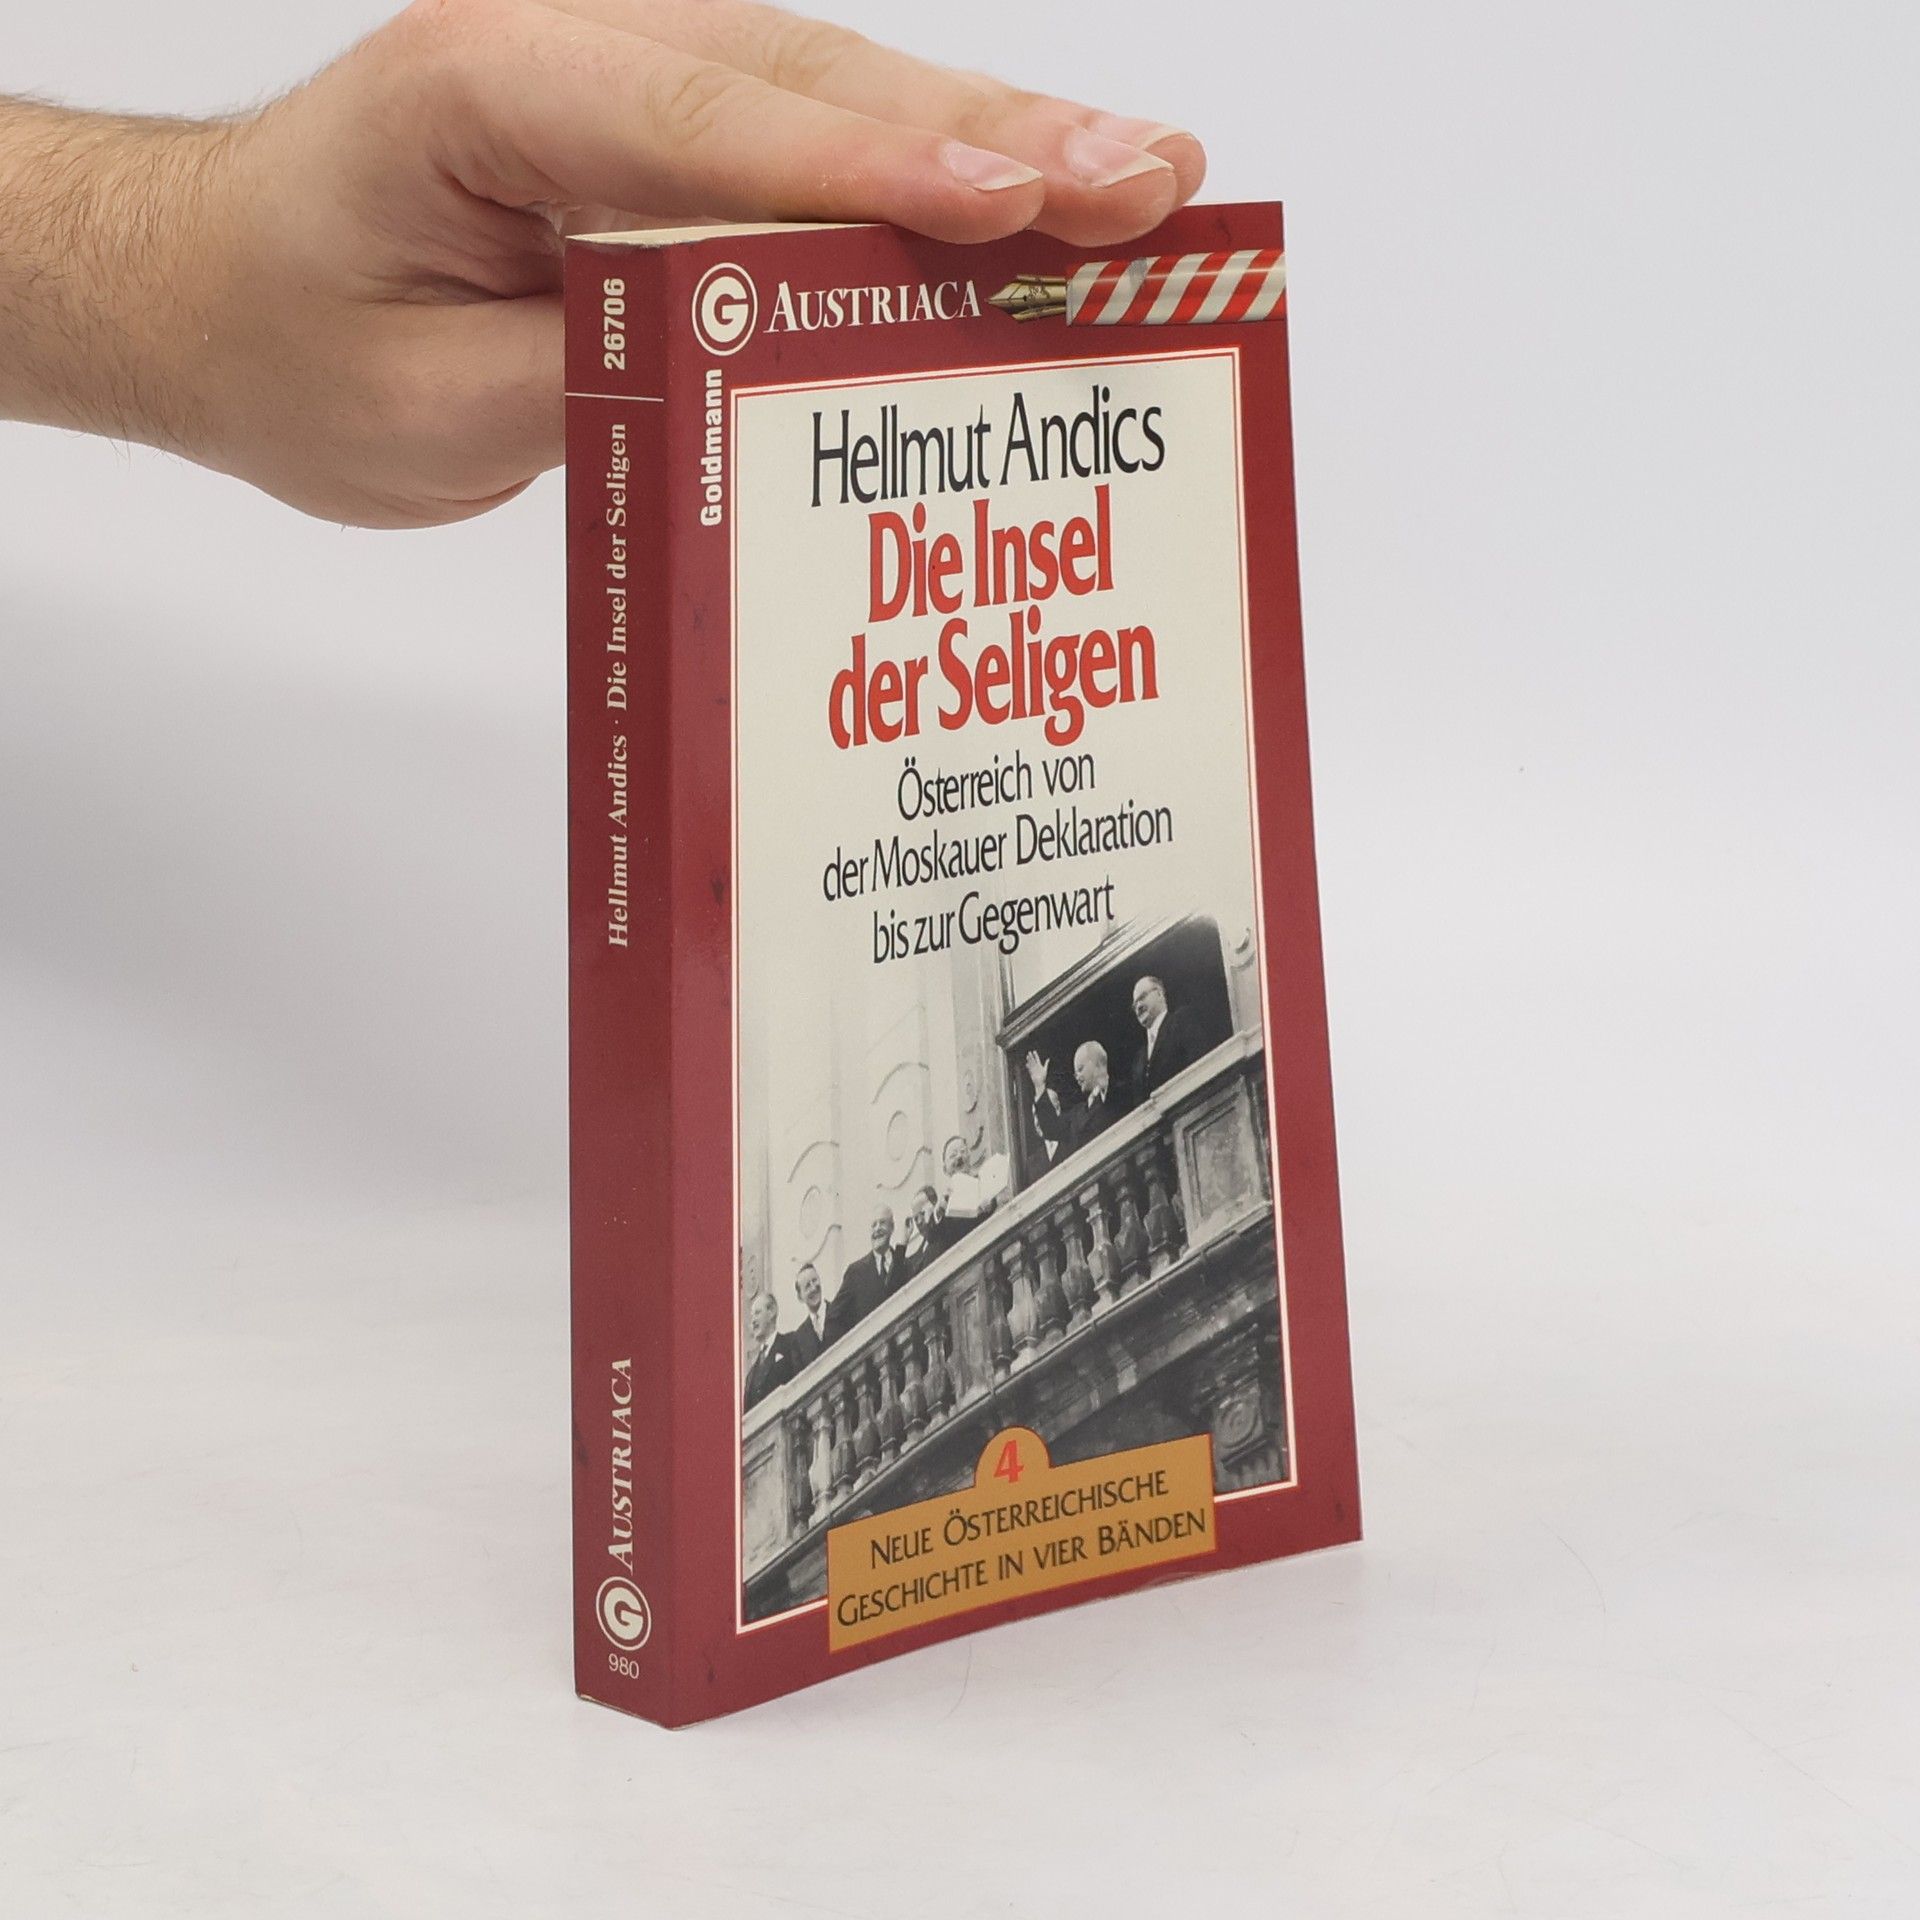 26706
Hellmut Andics · Die Insel der Seligen
G AUSTRIACA
980
G AUSTRIACA
Goldmann
Hellmut Andics
Die Insel
der Seligen
Österreich von
der Moskauer Deklaration
bis zur Gegenwart
4
NEUE ÖSTERREICHISCHE
GESCHICHTE IN VIER BÄNDEN